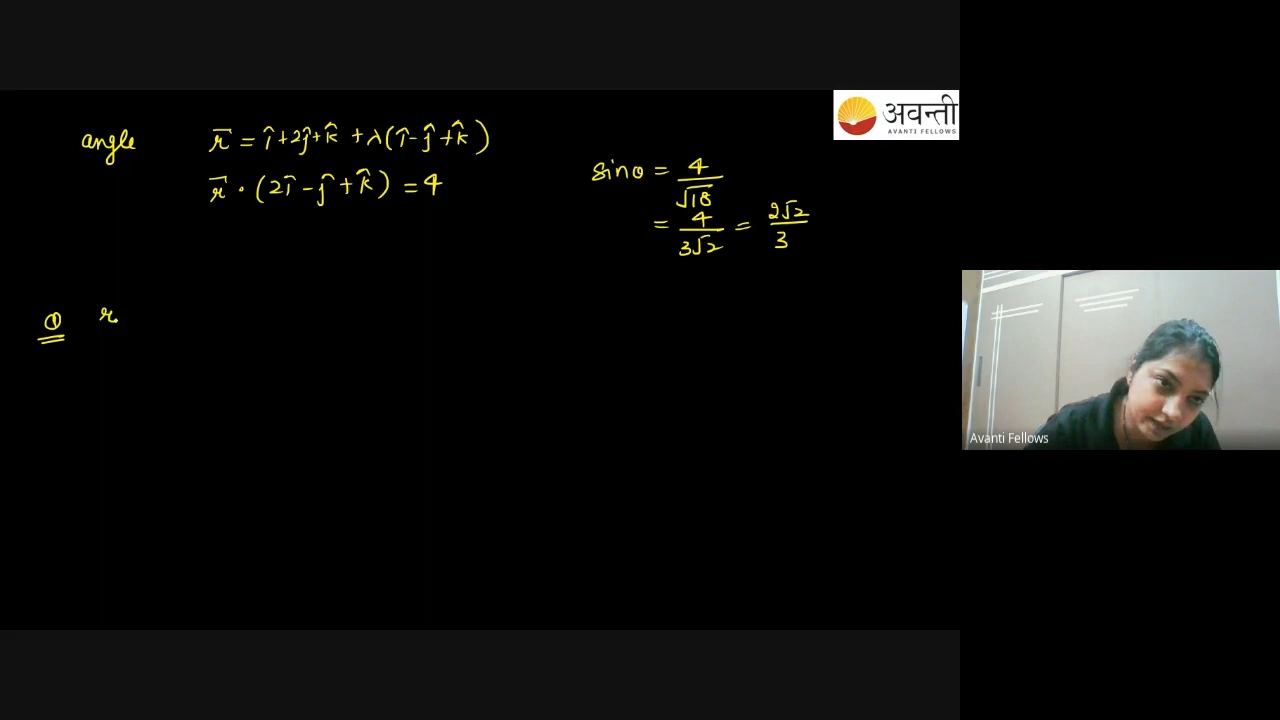 अवन्ती
AVANTI FELLOWS
angle r̄ = î+2ĵ+k̂ +λ(î-ĵ+k̂)
r̄ · (2î-ĵ+k̂) = 4
sinθ = 4/√18
= 4/3√2 = 2√2/3
① r
Avanti Fellows